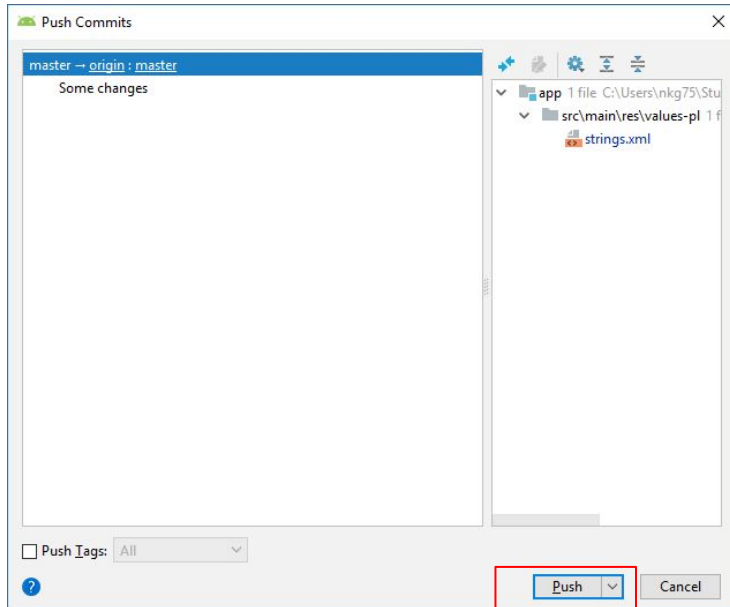 Push Commits
master → origin : master
Some changes
app 1 file C:\Users\nkg75\Stu
src\main\res\values-pl 1 f
strings.xml
Push Tags: All
Push Cancel